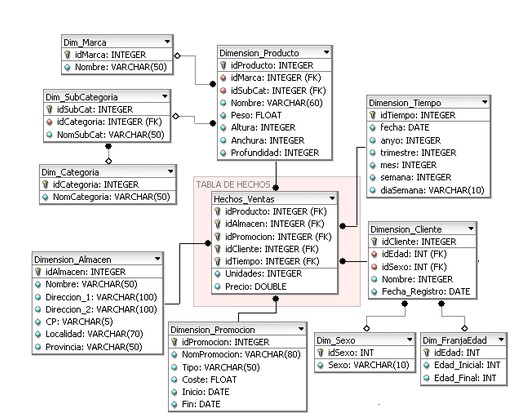 Dim_Marca
idMarca: INTEGER
Nombre: VARCHAR(50)
Dim_SubCategoria
idSubCat: INTEGER
idCategoria: INTEGER (FK)
NomSubCat: VARCHAR(50)
Dim_Categoria
idCategoria: INTEGER
NomCategoria: VARCHAR(50)
Dimension_Producto
idProducto: INTEGER
idMarca: INTEGER (FK)
idSubCat: INTEGER (FK)
Nombre: VARCHAR(60)
Peso: FLOAT
Altura: INTEGER
Anchura: INTEGER
Profunidad: INTEGER
Dimension_Tiempo
idTiempo: INTEGER
fecha: DATE
anyo: INTEGER
trimestre: INTEGER
mes: INTEGER
semana: INTEGER
diaSemana: VARCHAR(10)
TABLA DE HECHOS
Hechos_Ventas
idProducto: INTEGER (FK)
idAlmacen: INTEGER (FK)
idPromocion: INTEGER (FK)
idCliente: INTEGER (FK)
idTiempo: INTEGER (FK)
Unidades: INTEGER
Precio: DOUBLE
Dimension_Cliente
idCliente: INTEGER
idEdad: INT (FK)
idSexo: INT (FK)
Nombre: INTEGER
Fecha_Registro: DATE
Dimension_Almacen
idAlmacen: INTEGER
Nombre: VARCHAR(50)
Direccion_1: VARCHAR(100)
Direccion_2: VARCHAR(100)
CP: VARCHAR(5)
Localidad: VARCHAR(70)
Provincia: VARCHAR(50)
Dimension_Promocion
idPromocion: INTEGER
NomPromocion: VARCHAR(80)
Tipo: VARCHAR(50)
Coste: FLOAT
Inicio: DATE
Fin: DATE
Dim_Sexo
idSexo: INT
Sexo: VARCHAR(10)
Dim_FranjaEdad
idEdad: INT
Edad_Inicial: INT
Edad_Final: INT